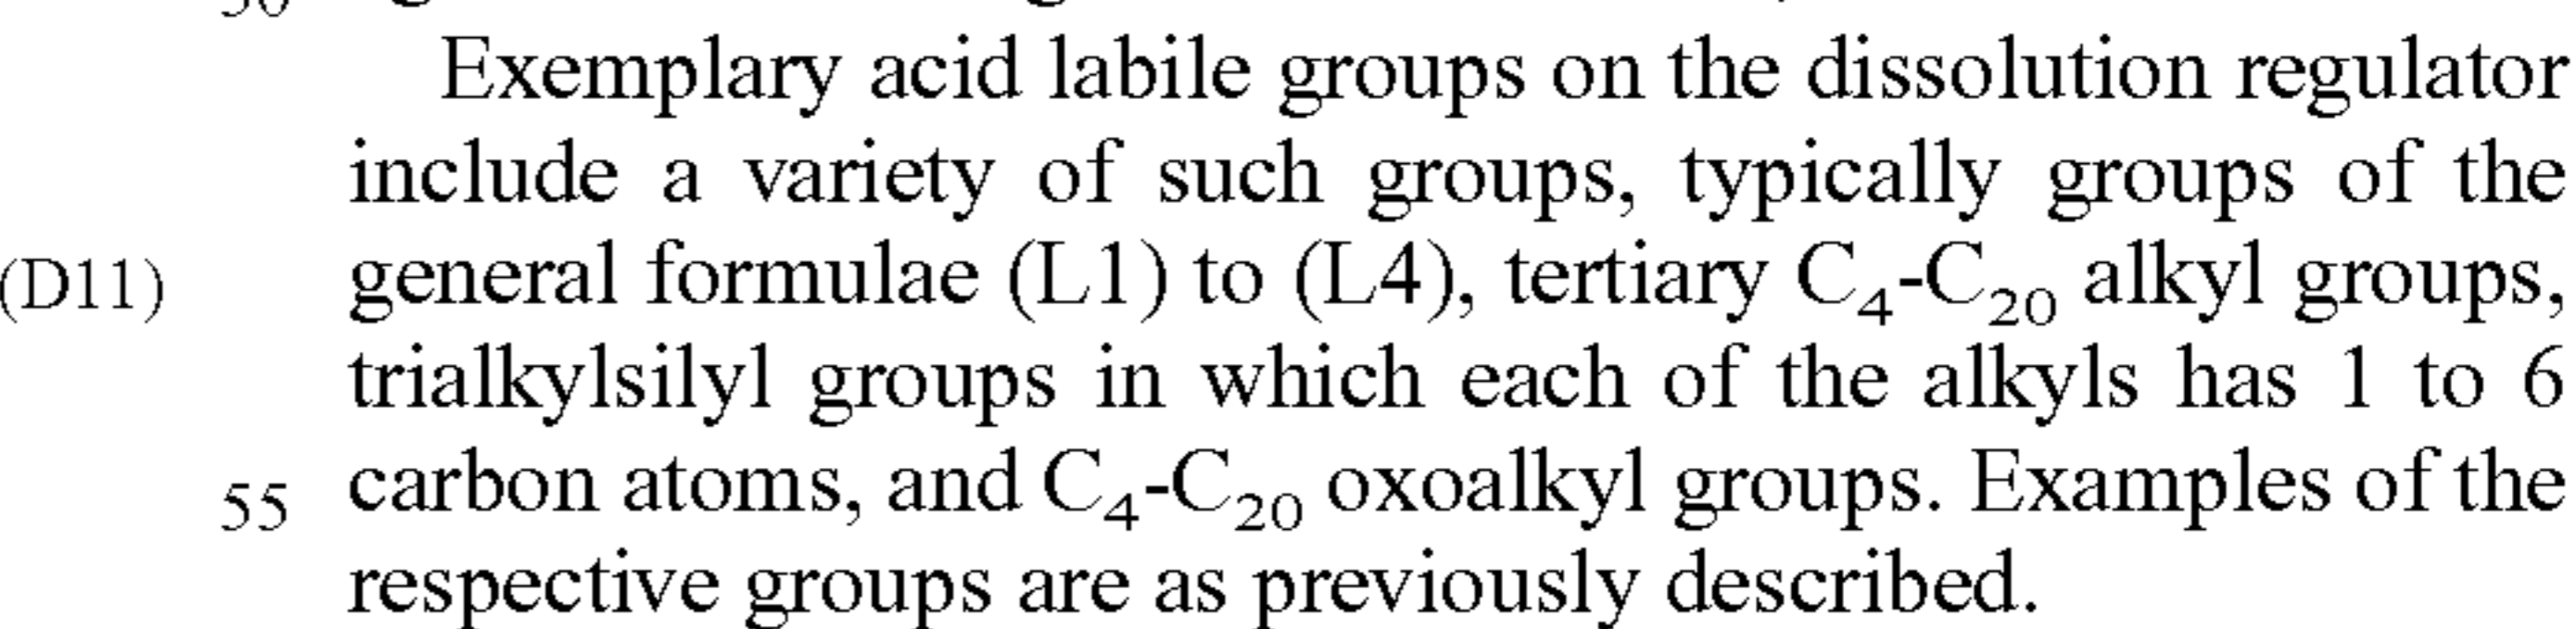 Exemplary acid labile groups on the dissolution regulator
include a variety of such groups, typically groups of the
(D11) general formulae (L1) to (L4), tertiary C₄-C₂₀ alkyl groups,
trialkylsilyl groups in which each of the alkyls has 1 to 6
55 carbon atoms, and C₄-C₂₀ oxoalkyl groups. Examples of the
respective groups are as previously described.